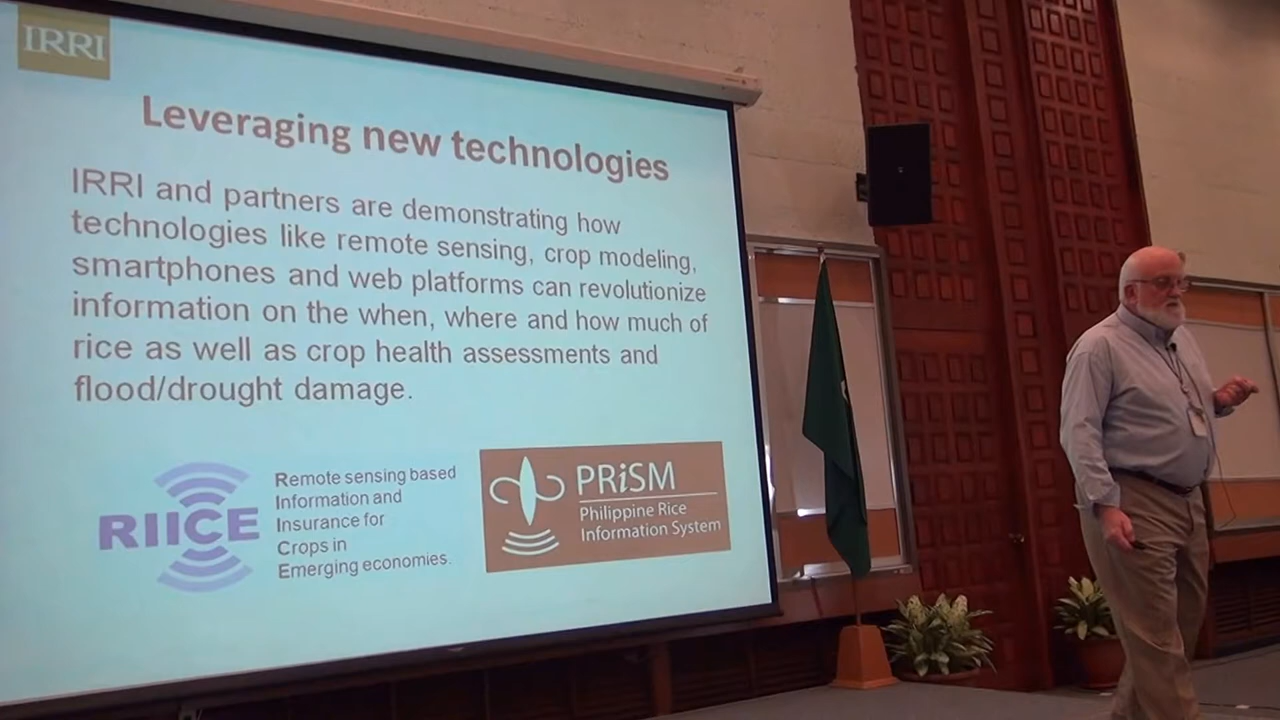 IRRI
Leveraging new technologies
IRRI and partners are demonstrating how
technologies like remote sensing, crop modeling,
smartphones and web platforms can revolutionize
information on the when, where and how much of
rice as well as crop health assessments and
flood/drought damage.
RIICE
Remote sensing based
Information and
Insurance for
Crops in
Emerging economies.
PRiSM
Philippine Rice
Information System